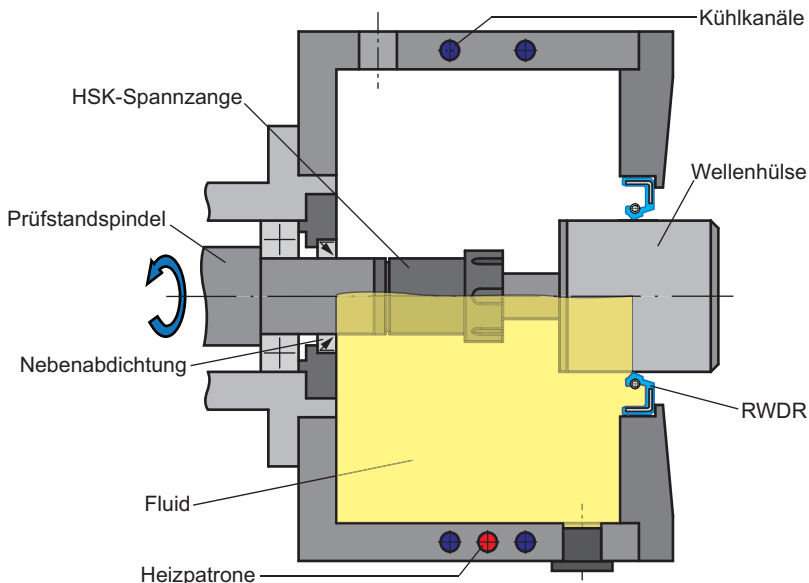 Kühlkanäle
HSK-Spannzange
Wellenhülse
Prüfstandspindel
Nebenabdichtung
RWDR
Fluid
Heizpatrone